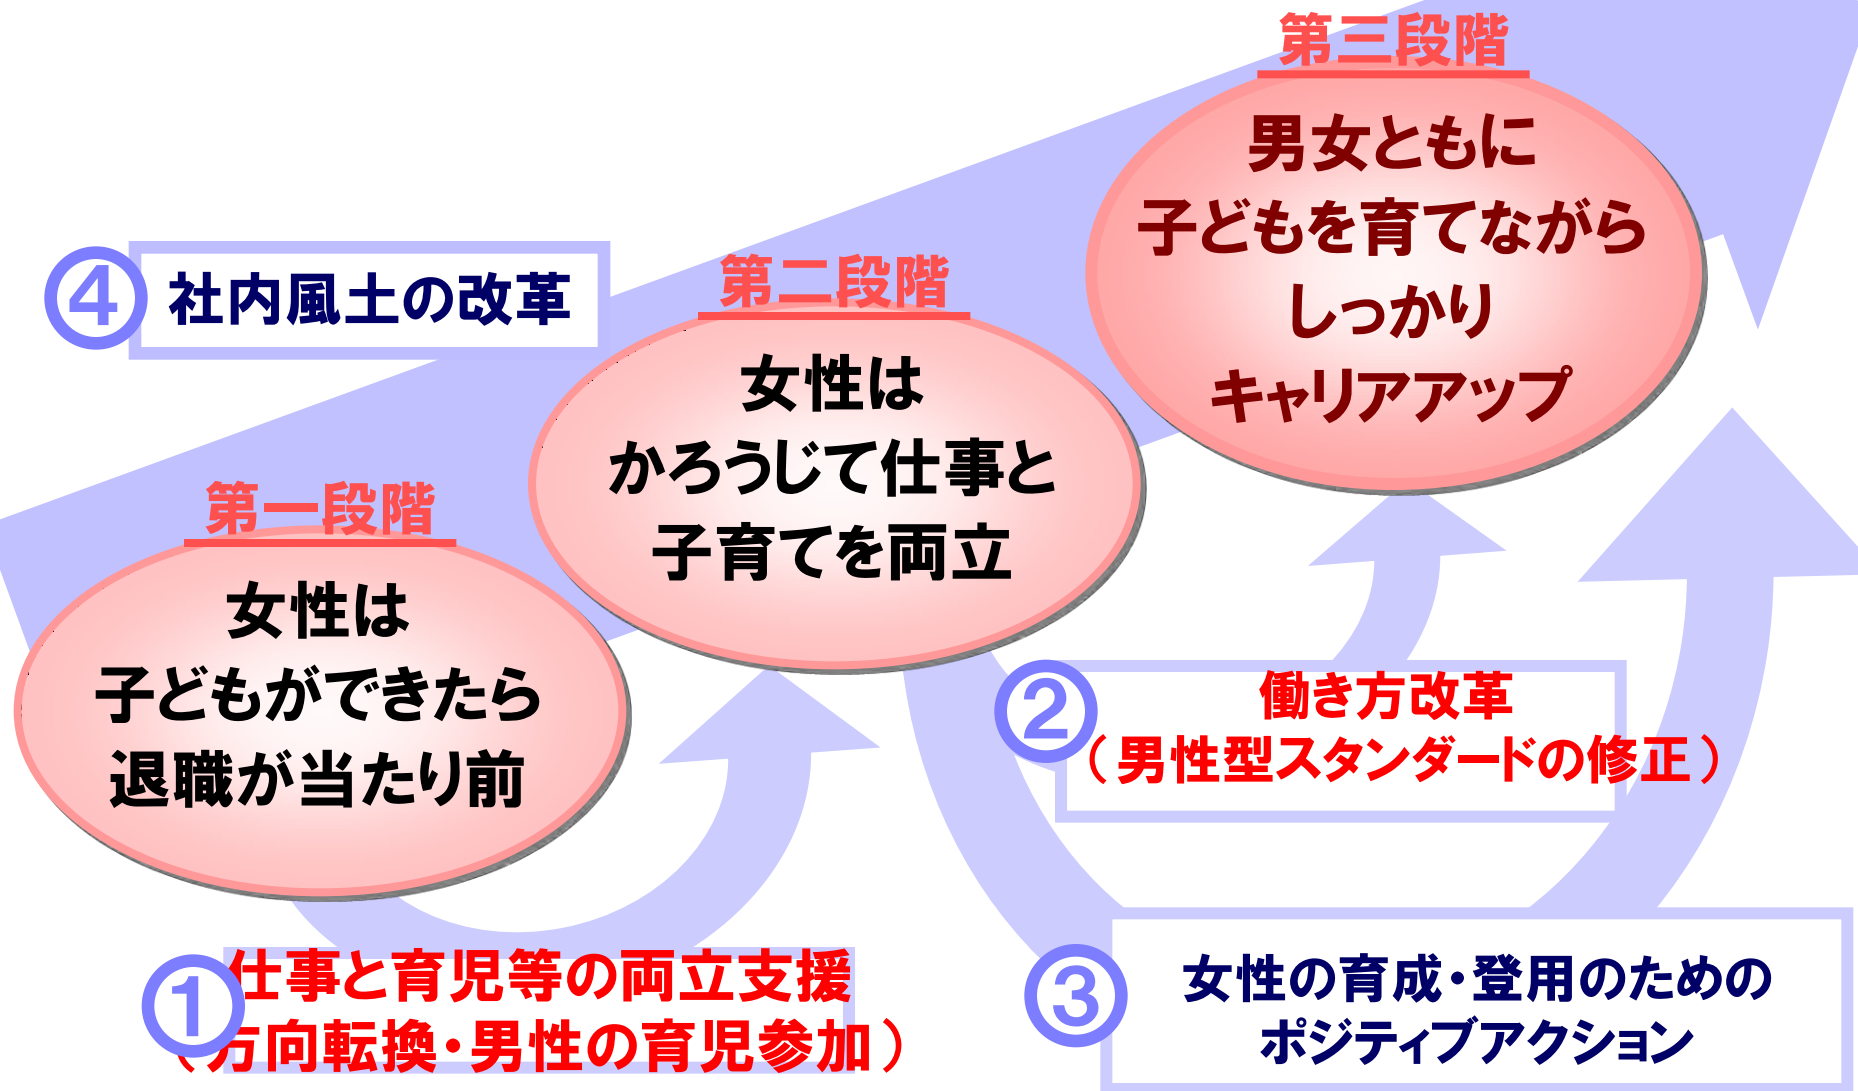 第三段階
男女ともに
子どもを育てながら
しっかり
キャリアアップ
④
社内風土の改革
第二段階
女性は
かろうじて仕事と
子育てを両立
第一段階
女性は
子どもができたら
退職が当たり前
②
働き方改革
（男性型スタンダードの修正）
①
仕事と育児等の両立支援
（方向転換・男性の育児参加）
③
女性の育成・登用のための
ポジティブアクション